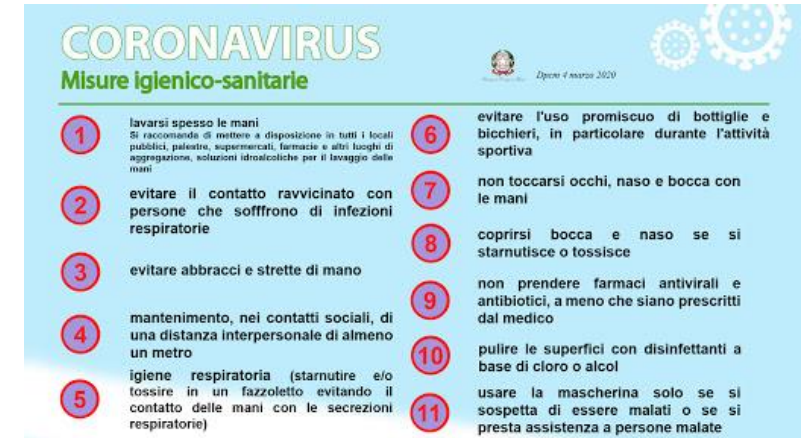 CORONAVIRUS
Misure igienico-sanitarie
Dpcm 4 marzo 2020
1
lavarsi spesso le mani
Si raccomanda di mettere a disposizione in tutti i locali
pubblici, palestre, supermercati, farmacie e altri luoghi di
aggregazione, soluzioni idroalcoliche per il lavaggio delle
mani
2
evitare il contatto ravvicinato con
persone che sofffrono di infezioni
respiratorie
3
evitare abbracci e strette di mano
4
mantenimento, nei contatti sociali, di
una distanza interpersonale di almeno
un metro
5
igiene respiratoria (starnutire e/o
tossire in un fazzoletto evitando il
contatto delle mani con le secrezioni
respiratorie)
6
evitare l'uso promiscuo di bottiglie e
bicchieri, in particolare durante l'attività
sportiva
7
non toccarsi occhi, naso e bocca con
le mani
8
coprirsi bocca e naso se si
starnutisce o tossisce
9
non prendere farmaci antivirali e
antibiotici, a meno che siano prescritti
dal medico
10
pulire le superfici con disinfettanti a
base di cloro o alcol
11
usare la mascherina solo se si
sospetta di essere malati o se si
presta assistenza a persone malate